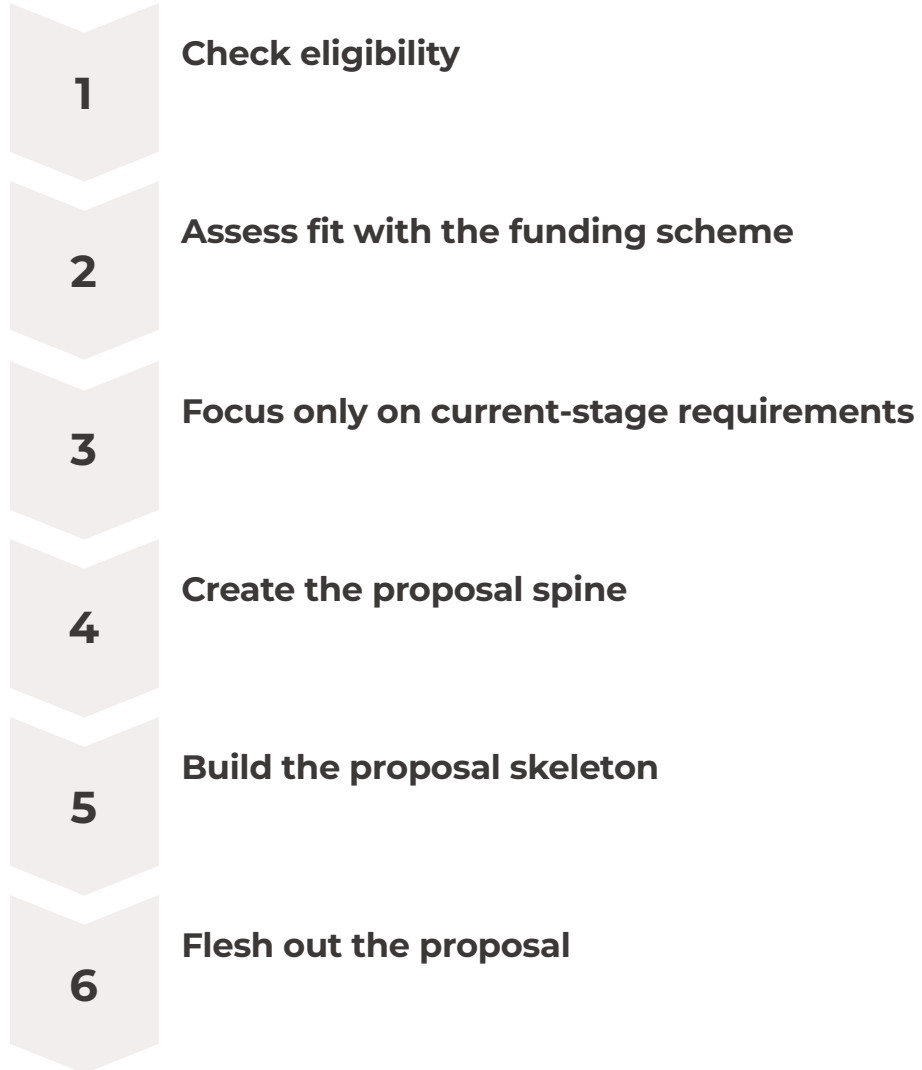 1
Check eligibility
2
Assess fit with the funding scheme
3
Focus only on current-stage requirements
4
Create the proposal spine
5
Build the proposal skeleton
6
Flesh out the proposal